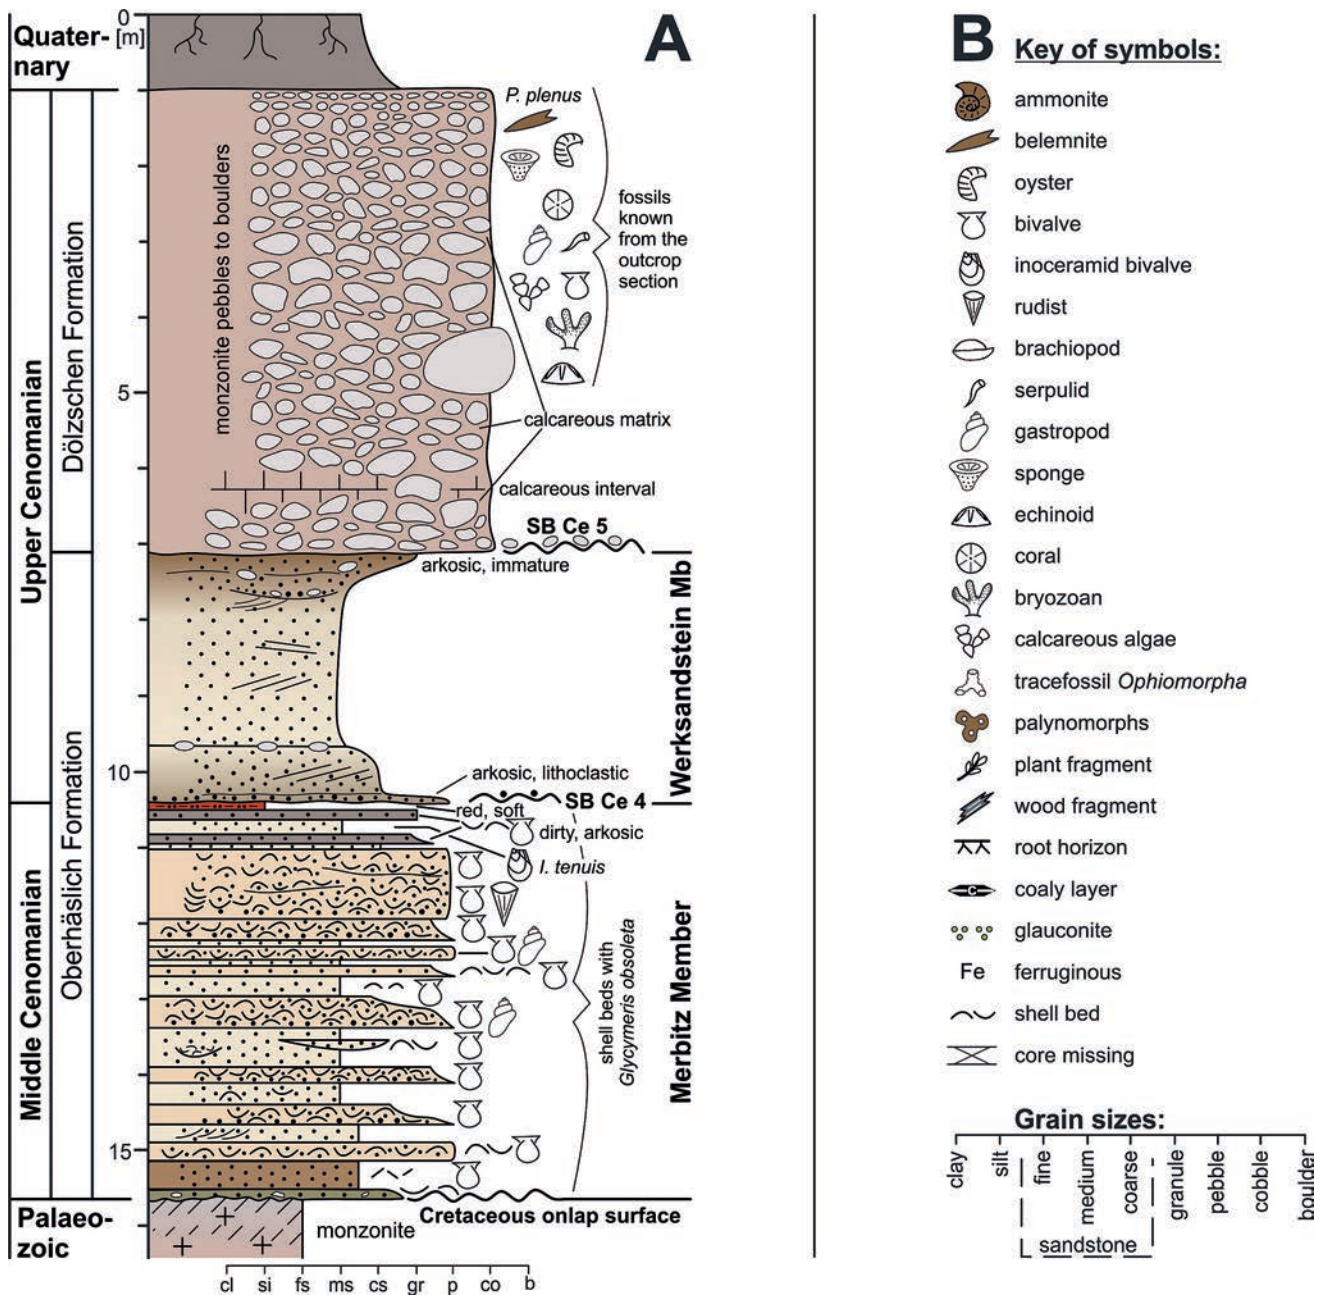 0
[m]
Quater-
nary
A
P. plenus
monzonite pebbles to boulders
fossils
known
from the
outcrop
section
Upper Cenomanian
Dölzschen Formation
5
calcareous matrix
calcareous interval
SB Ce 5
arkosic, immature
Werksandstein Mb
10
arkosic, lithoclastic
SB Ce 4
red, soft
dirty, arkosic
I. tenuis
Middle Cenomanian
Oberhäslich Formation
shell beds with
Glycymeris obsoleta
Merbitz Member
15
Cretaceous onlap surface
Palaeo-
zoic
monzonite
cl si fs ms cs gr p co b
B Key of symbols:
ammonite
belemnite
oyster
bivalve
inoceramid bivalve
rudist
brachiopod
serpulid
gastropod
sponge
echinoid
coral
bryozoan
calcareous algae
tracefossil Ophiomorpha
palynomorphs
plant fragment
wood fragment
root horizon
C coaly layer
glauconite
Fe ferruginous
shell bed
core missing
Grain sizes:
clay silt fine medium coarse granule pebble cobble boulder
sandstone